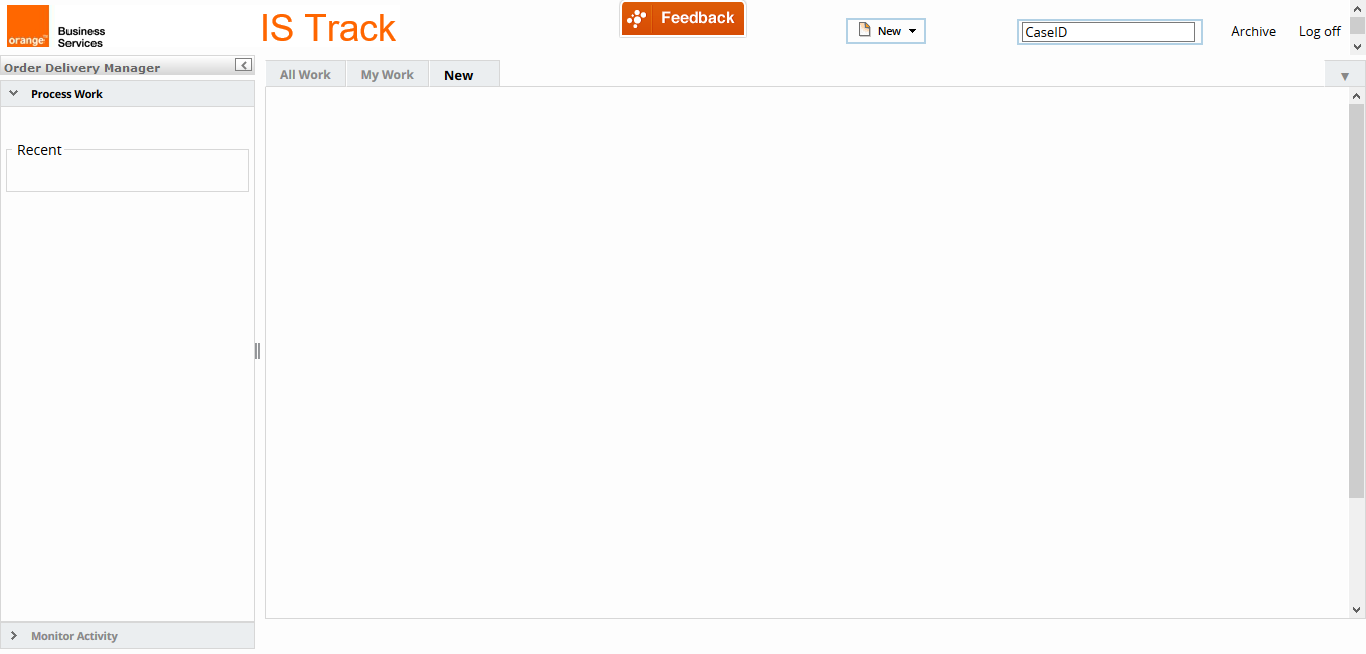 orange™
Business
Services
IS Track
Feedback
New
CaseID
Archive
Log off
Order Delivery Manager
All Work
My Work
New
Process Work
Recent
Monitor Activity